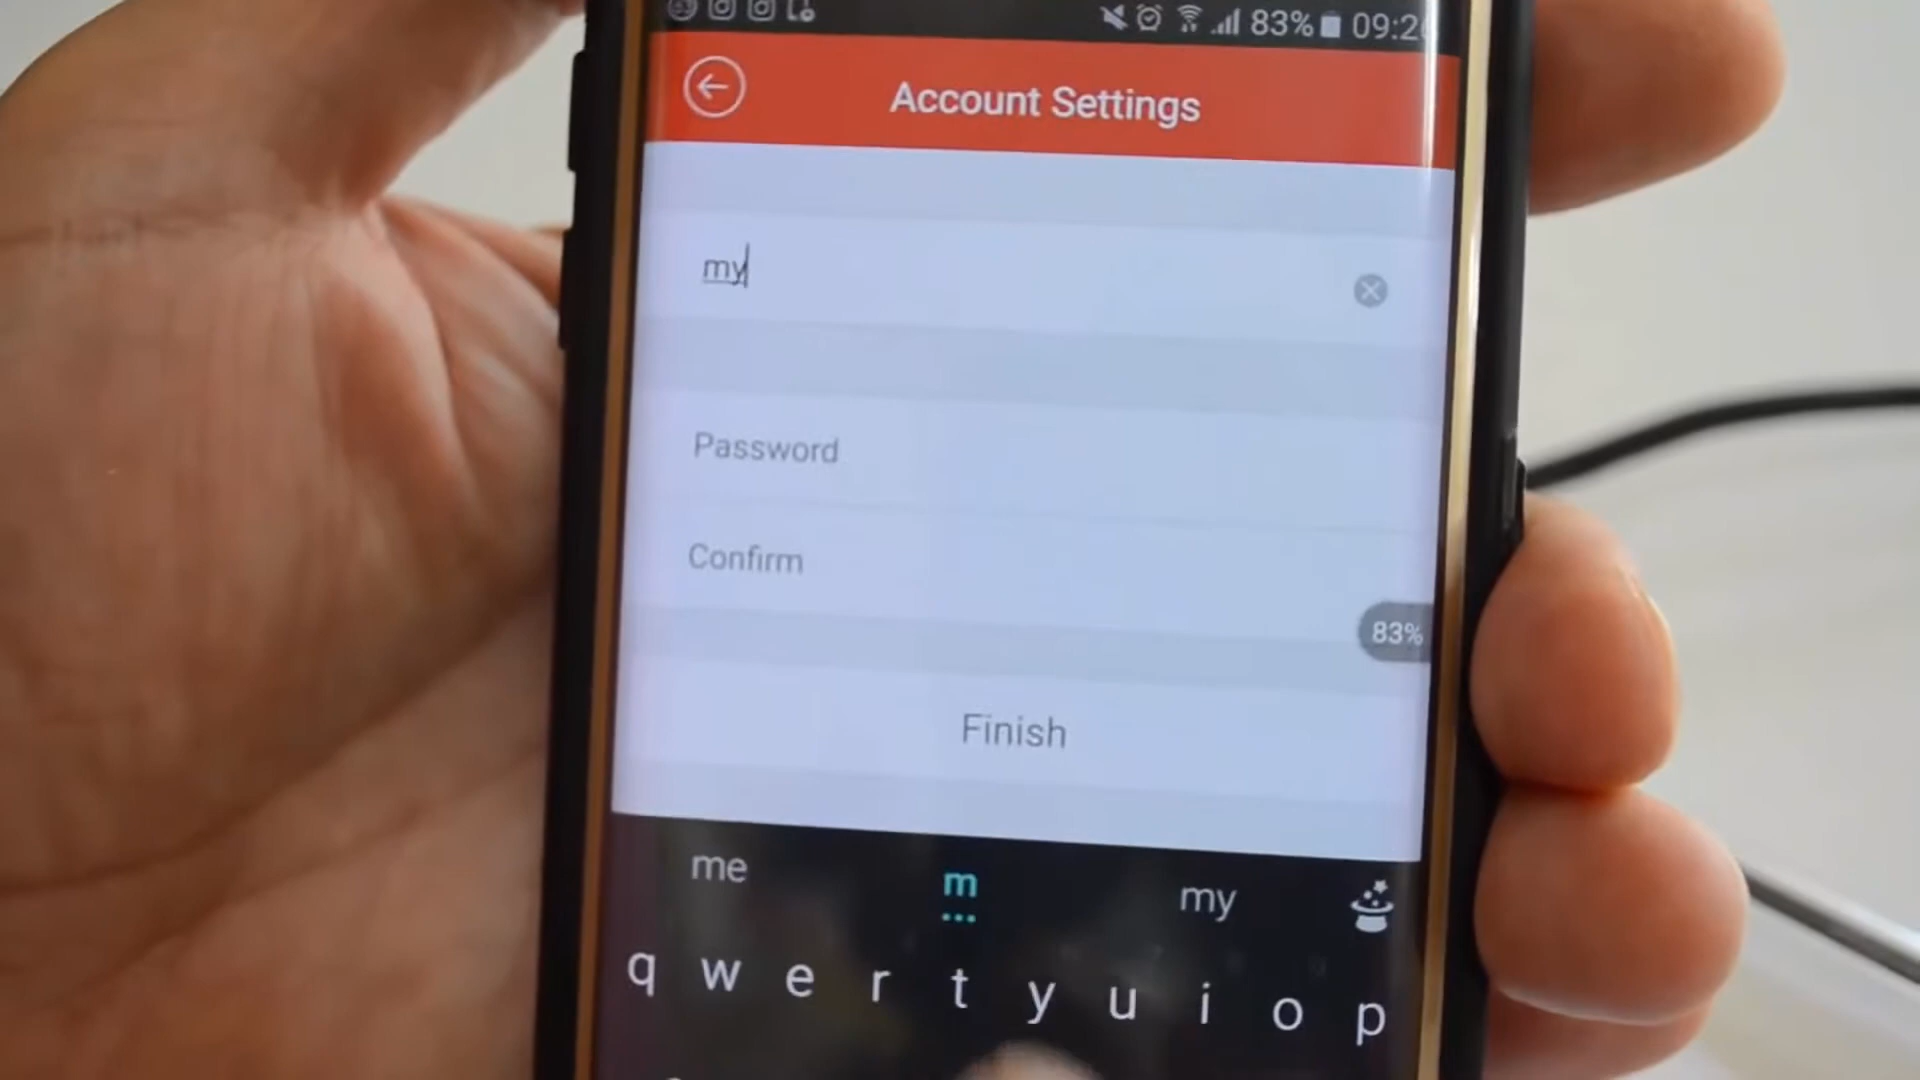 83% 09:2
Account Settings
my
Password
Confirm
83%
Finish
me m my
q w e r t y u i o p